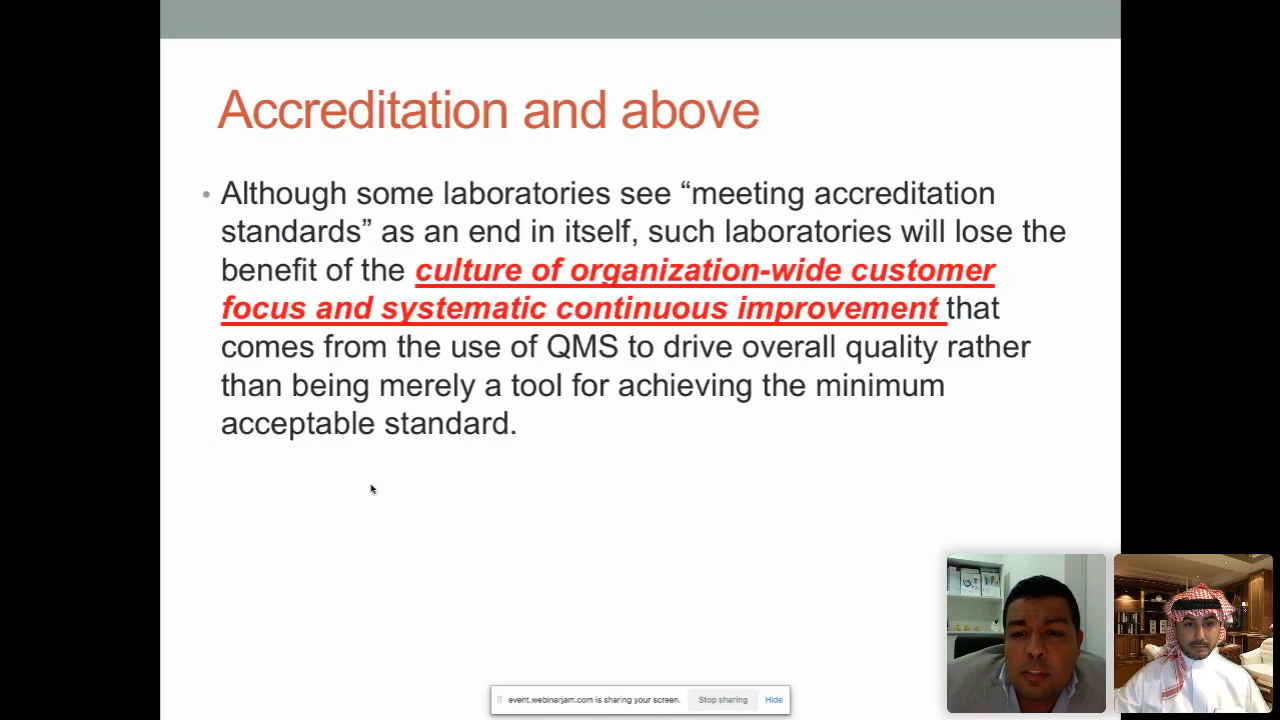 Accreditation and above
• Although some laboratories see “meeting accreditation
standards” as an end in itself, such laboratories will lose the
benefit of the culture of organization-wide customer
focus and systematic continuous improvement that
comes from the use of QMS to drive overall quality rather
than being merely a tool for achieving the minimum
acceptable standard.
event.webinarjam.com is sharing your screen. Stop sharing Hide